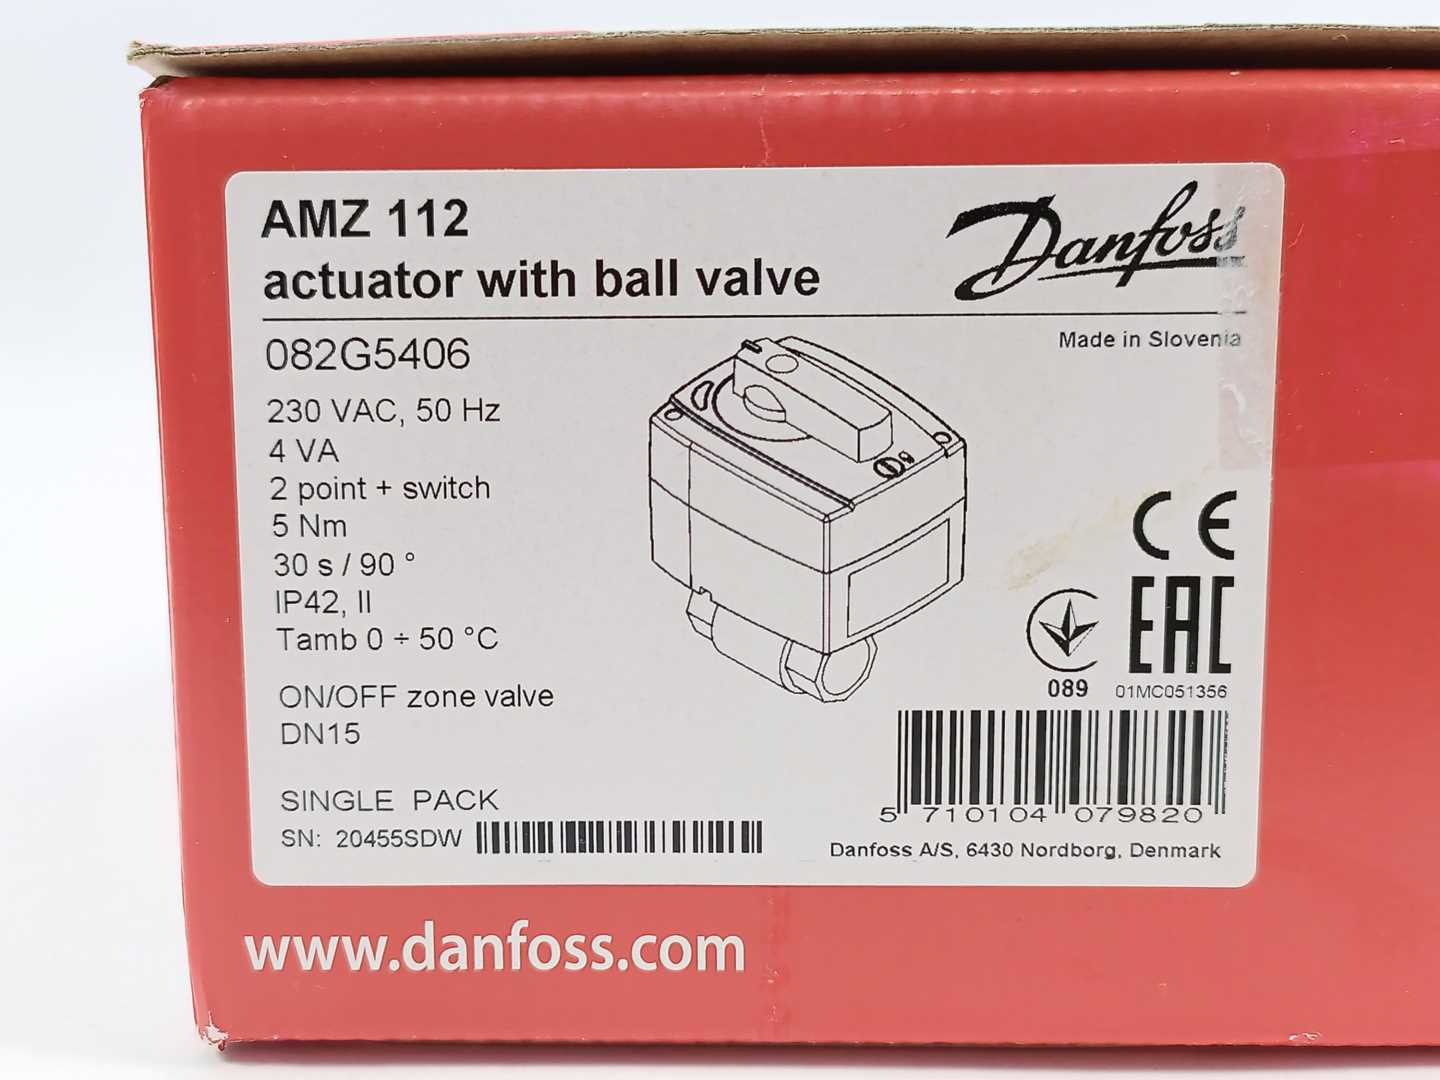 AMZ 112
actuator with ball valve
Danfoss
Made in Slovenia
082G5406
230 VAC, 50 Hz
4 VA
2 point + switch
5 Nm
30 s / 90 °
IP42, II
Tamb 0 ÷ 50 °C
ON/OFF zone valve
DN15
CE
EAC
089
01MC051356
SINGLE PACK
SN: 20455SDW
5 710104 079820
Danfoss A/S, 6430 Nordborg, Denmark
www.danfoss.com